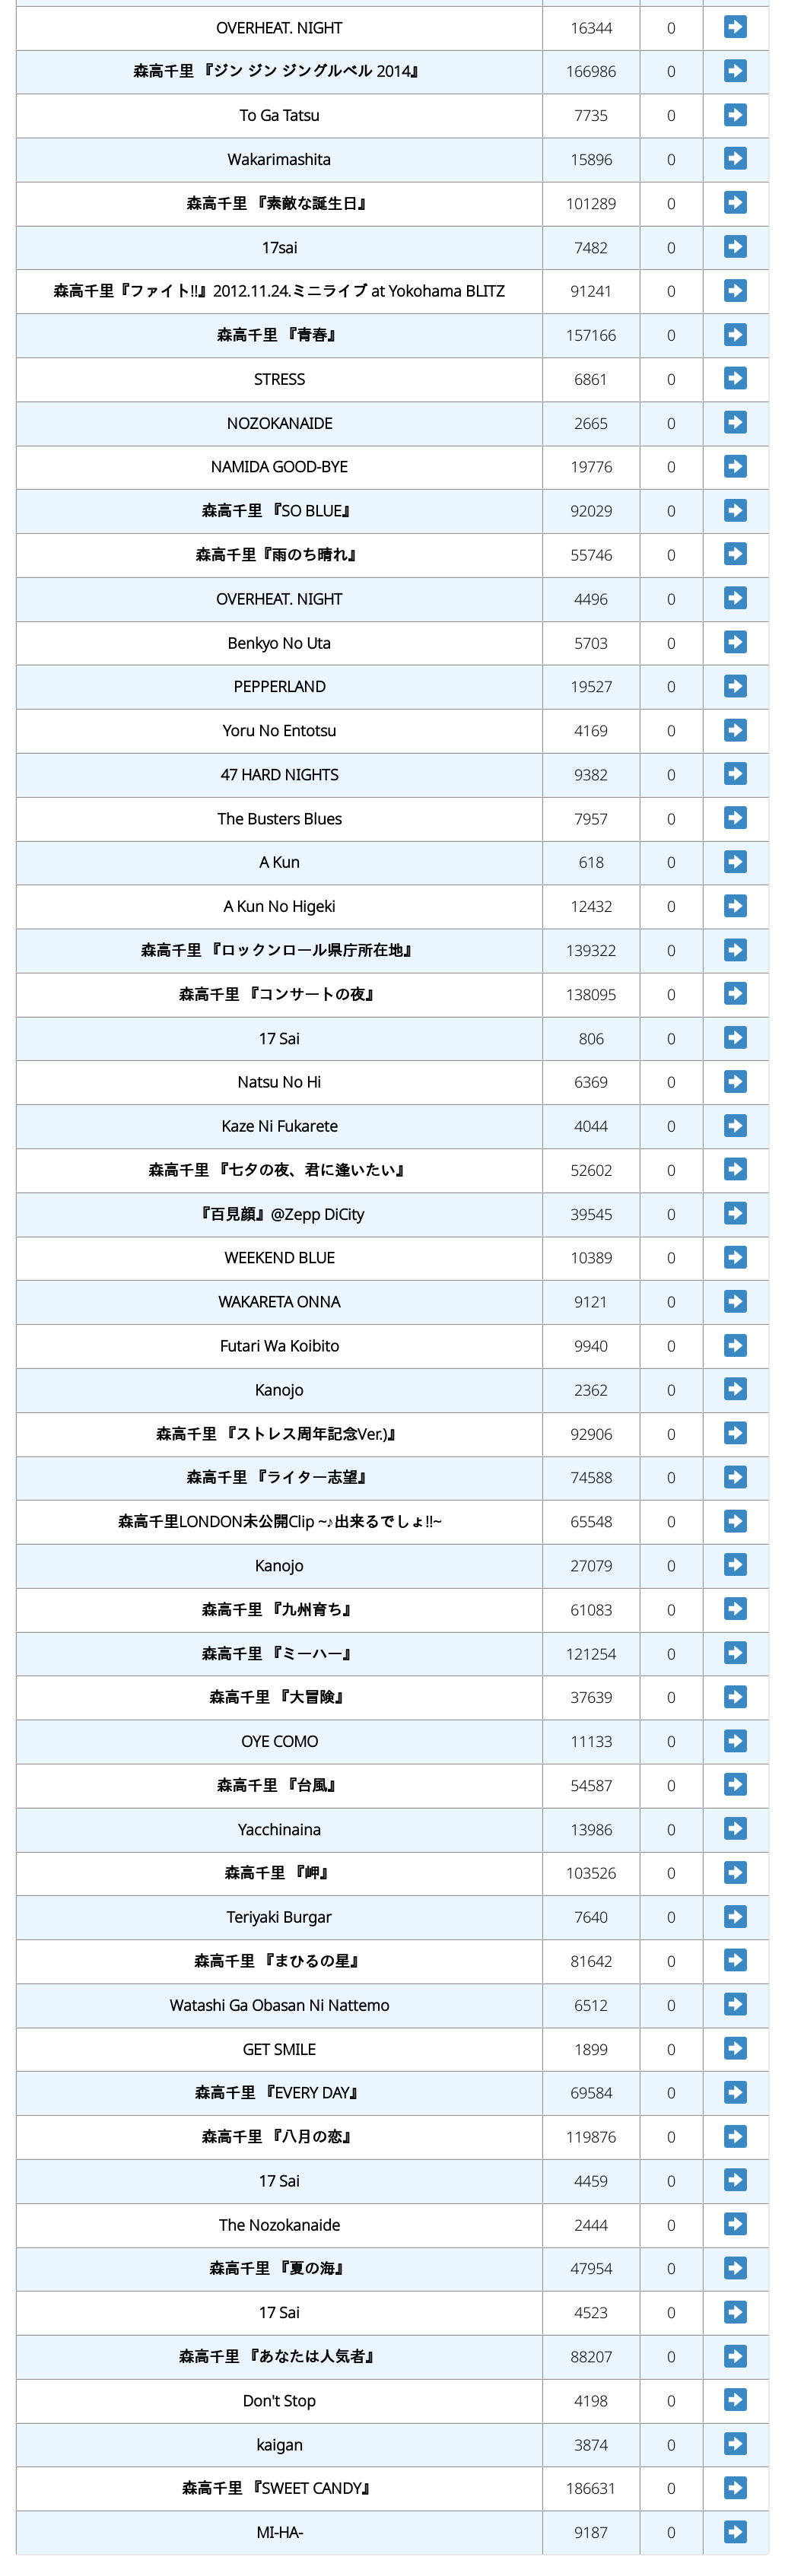 OVERHEAT. NIGHT 16344 0
森高千里 『ジン ジン ジングルベル 2014』 166986 0
To Ga Tatsu 7735 0
Wakarimashita 15896 0
森高千里 『素敵な誕生日』 101289 0
17sai 7482 0
森高千里『ファイト!!』2012.11.24.ミニライブ at Yokohama BLITZ 91241 0
森高千里 『青春』 157166 0
STRESS 6861 0
NOZOKANAIDE 2665 0
NAMIDA GOOD-BYE 19776 0
森高千里 『SO BLUE』 92029 0
森高千里『雨のち晴れ』 55746 0
OVERHEAT. NIGHT 4496 0
Benkyo No Uta 5703 0
PEPPERLAND 19527 0
Yoru No Entotsu 4169 0
47 HARD NIGHTS 9382 0
The Busters Blues 7957 0
A Kun 618 0
A Kun No Higeki 12432 0
森高千里 『ロックンロール県庁所在地』 139322 0
森高千里 『コンサートの夜』 138095 0
17 Sai 806 0
Natsu No Hi 6369 0
Kaze Ni Fukarete 4044 0
森高千里 『七夕の夜、君に逢いたい』 52602 0
『百見顔』@Zepp DiCity 39545 0
WEEKEND BLUE 10389 0
WAKARETA ONNA 9121 0
Futari Wa Koibito 9940 0
Kanojo 2362 0
森高千里 『ストレス周年記念Ver.)』 92906 0
森高千里 『ライター志望』 74588 0
森高千里LONDON未公開Clip ~♪出来るでしょ!!~ 65548 0
Kanojo 27079 0
森高千里 『九州育ち』 61083 0
森高千里 『ミーハー』 121254 0
森高千里 『大冒険』 37639 0
OYE COMO 11133 0
森高千里 『台風』 54587 0
Yacchinaina 13986 0
森高千里 『岬』 103526 0
Teriyaki Burgar 7640 0
森高千里 『まひるの星』 81642 0
Watashi Ga Obasan Ni Nattemo 6512 0
GET SMILE 1899 0
森高千里 『EVERY DAY』 69584 0
森高千里 『八月の恋』 119876 0
17 Sai 4459 0
The Nozokanaide 2444 0
森高千里 『夏の海』 47954 0
17 Sai 4523 0
森高千里 『あなたは人気者』 88207 0
Don't Stop 4198 0
kaigan 3874 0
森高千里 『SWEET CANDY』 186631 0
MI-HA- 9187 0